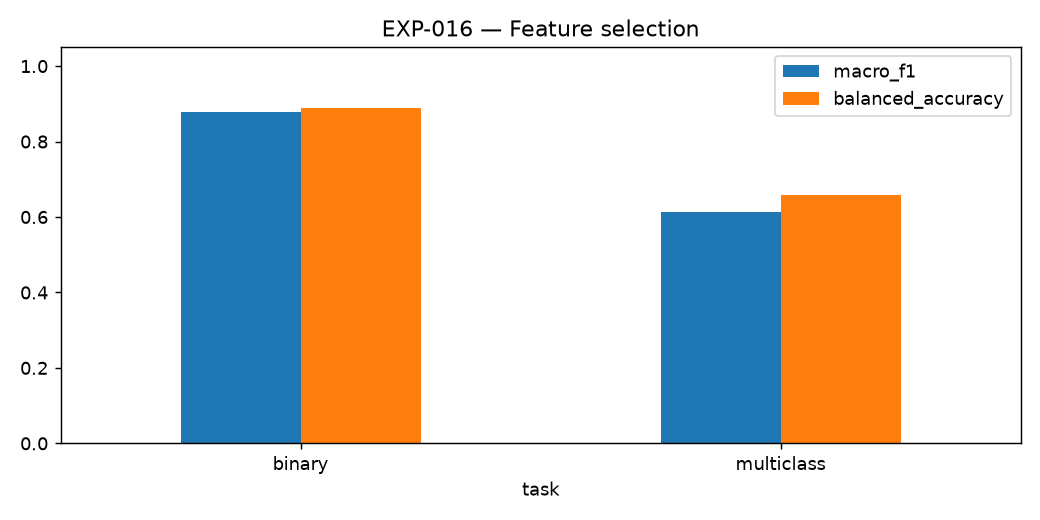 EXP-016 — Feature selection
macro_f1
balanced_accuracy
1.0
0.8
0.6
0.4
0.2
0.0
binary
multiclass
task